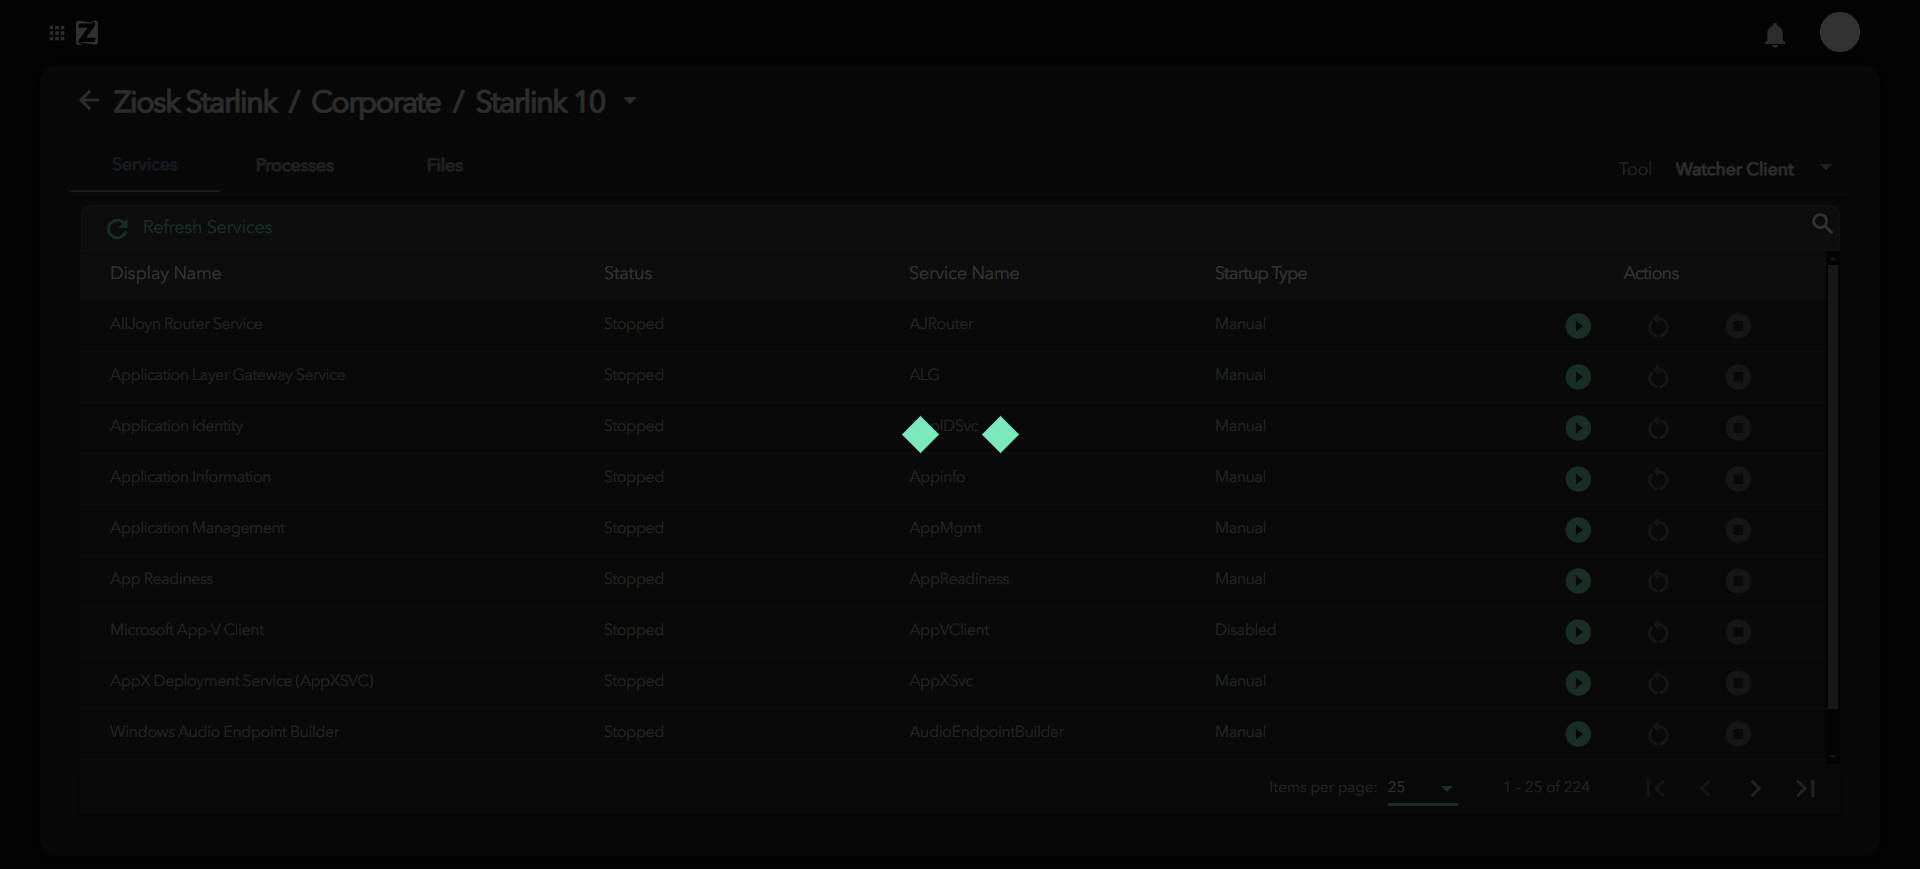 Z
Ziosk Starlink / Corporate / Starlink 10
Services Processes Files Tool Watcher Client
Refresh Services
Display Name Status Service Name Startup Type Actions
AllJoyn Router Service Stopped AJRouter Manual
Application Layer Gateway Service Stopped ALG Manual
Application Identity Stopped pIDSvc Manual
Application Information Stopped Appinfo Manual
Application Management Stopped AppMgmt Manual
App Readiness Stopped AppReadiness Manual
Microsoft App-V Client Stopped AppVClient Disabled
AppX Deployment Service (AppXSVC) Stopped AppXSvc Manual
Windows Audio Endpoint Builder Stopped AudioEndpointBuilder Manual
Items per page: 25 1 - 25 of 224